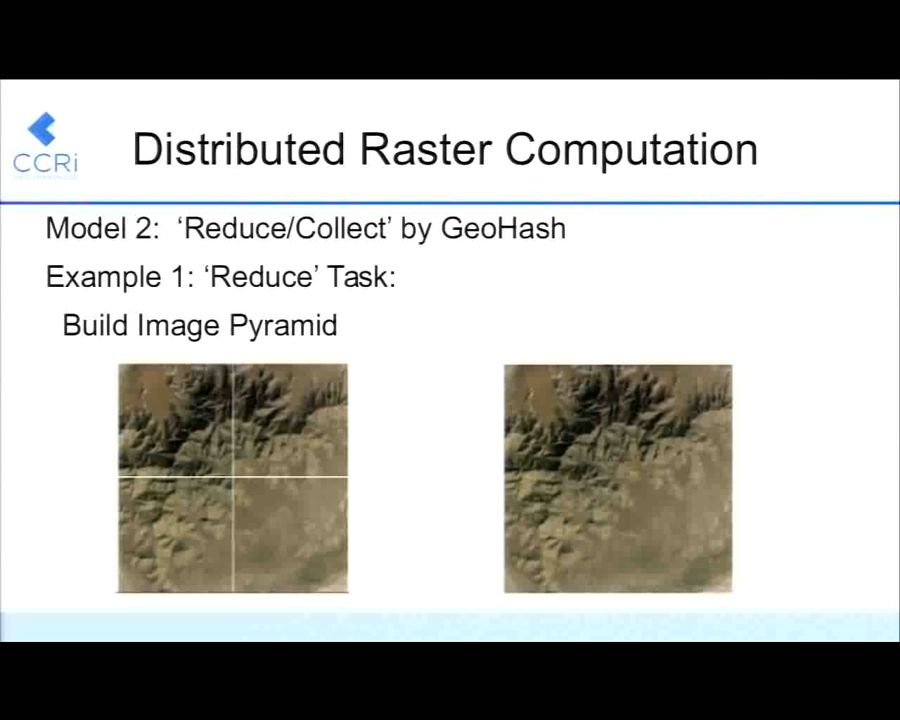 CCRi
Distributed Raster Computation
Model 2: ‘Reduce/Collect’ by GeoHash
Example 1: ‘Reduce’ Task:
Build Image Pyramid